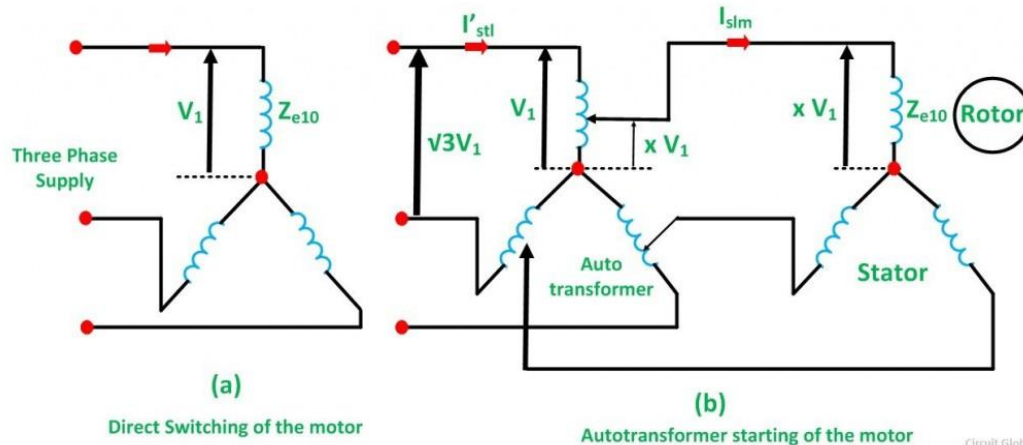 I'stl
Islm
V1
Ze10
√3V1
V1
x V1
x V1
Ze10
Rotor
Three Phase
Supply
Auto
transformer
Stator
(a)
Direct Switching of the motor
(b)
Autotransformer starting of the motor